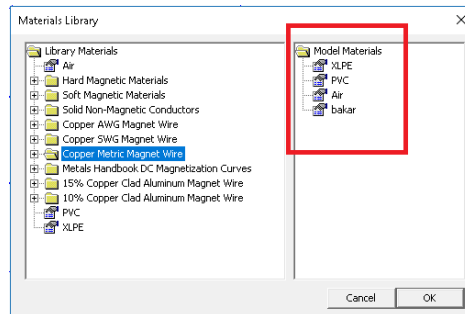 Materials Library
Library Materials
Air
Hard Magnetic Materials
Soft Magnetic Materials
Solid Non-Magnetic Conductors
Copper AWG Magnet Wire
Copper SWG Magnet Wire
Copper Metric Magnet Wire
Metals Handbook DC Magnetization Curves
15% Copper Clad Aluminum Magnet Wire
10% Copper Clad Aluminum Magnet Wire
PVC
XLPE
Model Materials
XLPE
PVC
Air
bakar
Cancel
OK